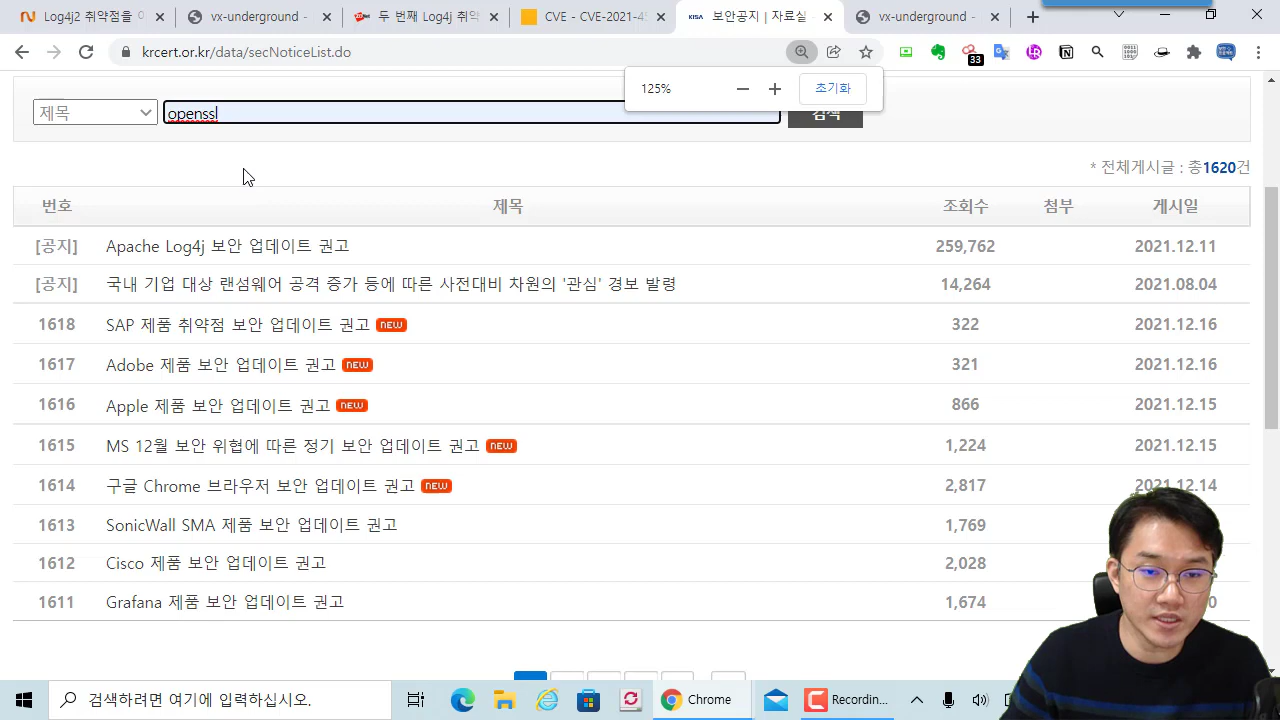 Log4j2 취약점을 이
vx-underground -
두 번째 Log4j 취약
CVE - CVE-2021-45
KISA 보안공지 | 자료실
vx-underground -
krcert.or.kr/data/secNoticeList.do
33
125%
초기화
제목
openssl
검색
* 전체게시글 : 총1620건
번호 제목 조회수 첨부 게시일
[공지] Apache Log4j 보안 업데이트 권고 259,762 2021.12.11
[공지] 국내 기업 대상 랜섬웨어 공격 증가 등에 따른 사전대비 차원의 '관심' 경보 발령 14,264 2021.08.04
1618 SAP 제품 취약점 보안 업데이트 권고 NEW 322 2021.12.16
1617 Adobe 제품 보안 업데이트 권고 NEW 321 2021.12.16
1616 Apple 제품 보안 업데이트 권고 NEW 866 2021.12.15
1615 MS 12월 보안 위협에 따른 정기 보안 업데이트 권고 NEW 1,224 2021.12.15
1614 구글 Chrome 브라우저 보안 업데이트 권고 NEW 2,817 2021.12.14
1613 SonicWall SMA 제품 보안 업데이트 권고 1,769
1612 Cisco 제품 보안 업데이트 권고 2,028
1611 Grafana 제품 보안 업데이트 권고 1,674 0
검색하려면 여기에 입력하십시오.
Chrome
Recordin...